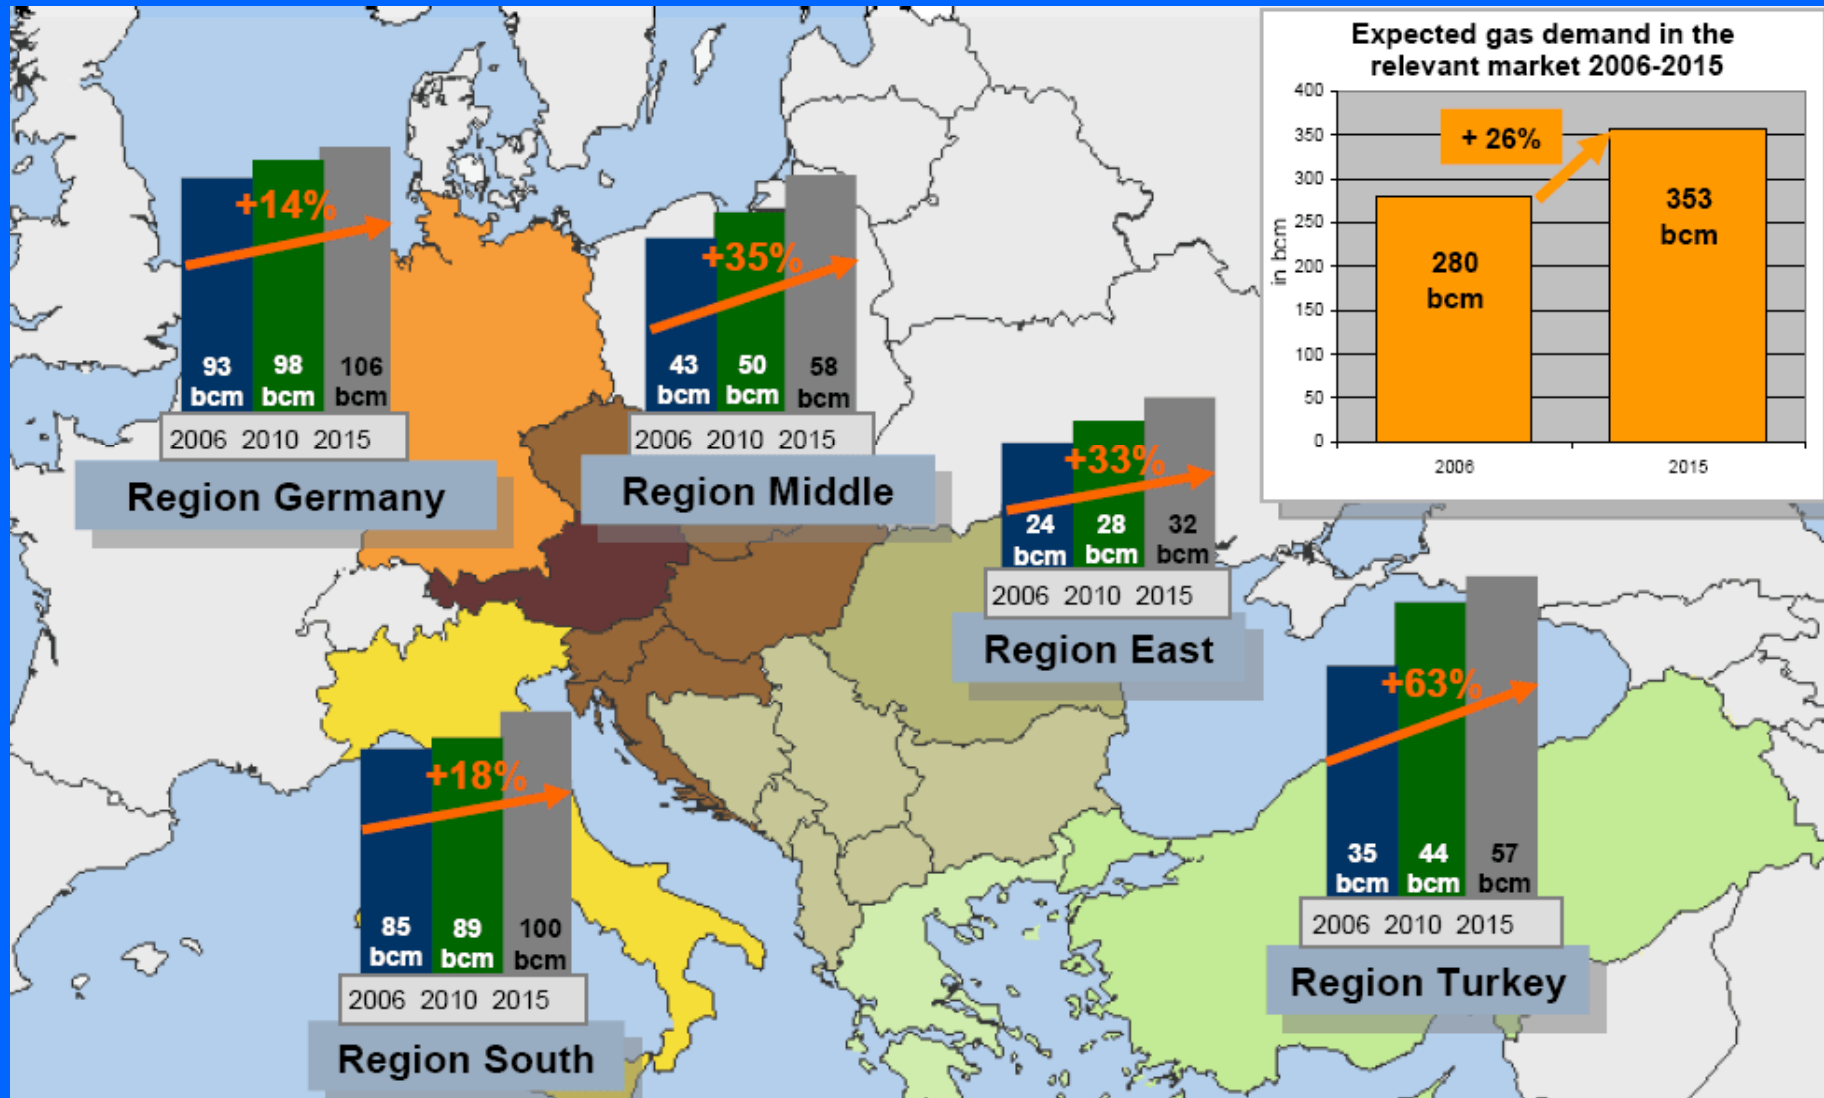 Expected gas demand in the
relevant market 2006-2015
400
350
300
250
200
150
100
50
0
in bcm
+ 26%
280
bcm
353
bcm
2006
2015
+14%
93
bcm
98
bcm
106
bcm
2006 2010 2015
Region Germany
+35%
43
bcm
50
bcm
58
bcm
2006 2010 2015
Region Middle
+33%
24
bcm
28
bcm
32
bcm
2006 2010 2015
Region East
+63%
35
bcm
44
bcm
57
bcm
2006 2010 2015
Region Turkey
+18%
85
bcm
89
bcm
100
bcm
2006 2010 2015
Region South